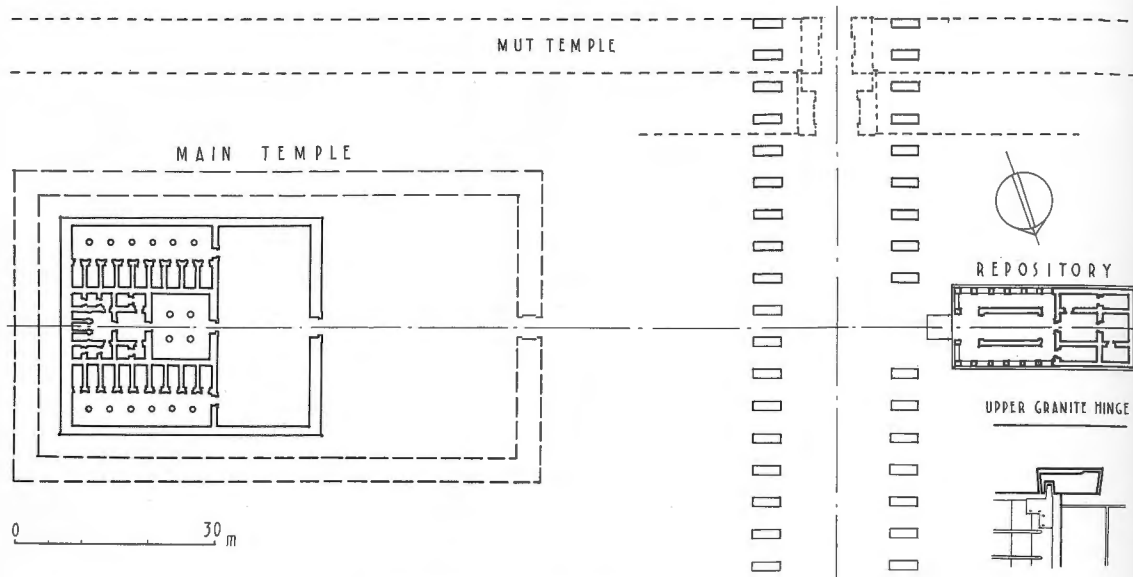 MUT TEMPLE
MAIN TEMPLE
REPOSITORY
UPPER GRANITE HINGE
0 30 m